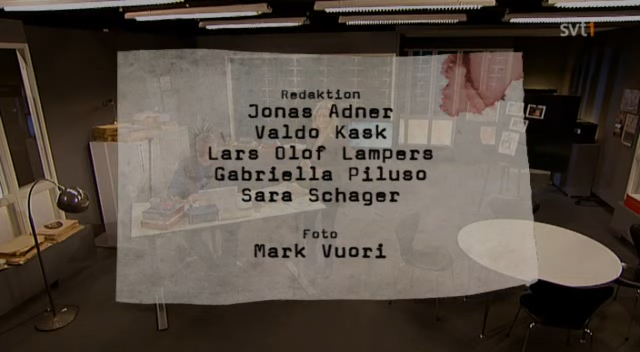 svt1
Redaktion
Jonas Adner
Valdo Kask
Lars Olof Lampers
Gabriella Piluso
Sara Schager
Foto
Mark Vuori